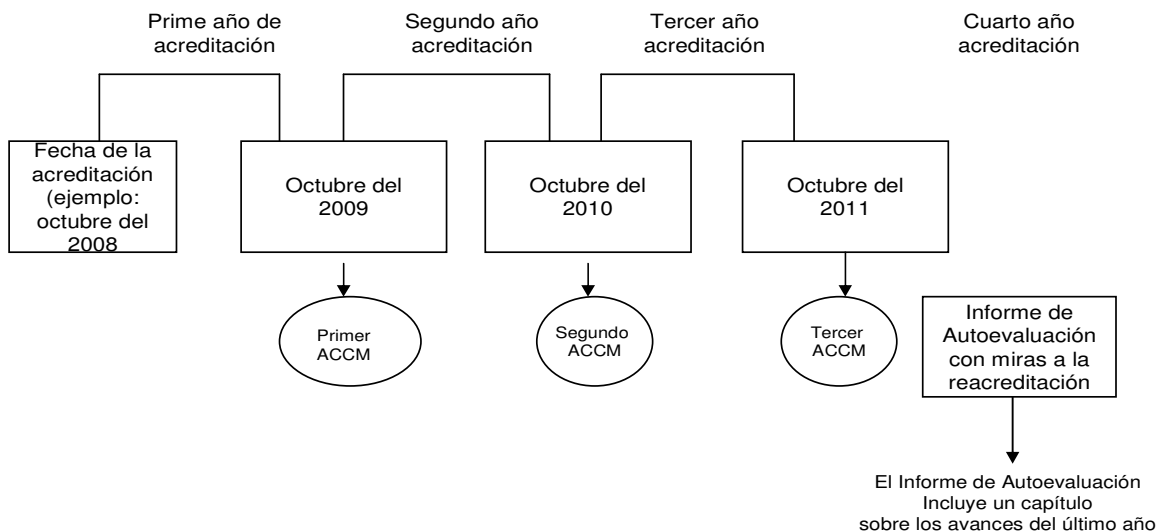 Prime año de
acreditación
Segundo año
acreditación
Tercer año
acreditación
Cuarto año
acreditación
Fecha de la
acreditación
(ejemplo:
octubre del
2008
Octubre del
2009
Octubre del
2010
Octubre del
2011
Primer
ACCM
Segundo
ACCM
Tercer
ACCM
Informe de
Autoevaluación
con miras a la
reacreditación
El Informe de Autoevaluación
Incluye un capítulo
sobre los avances del último año